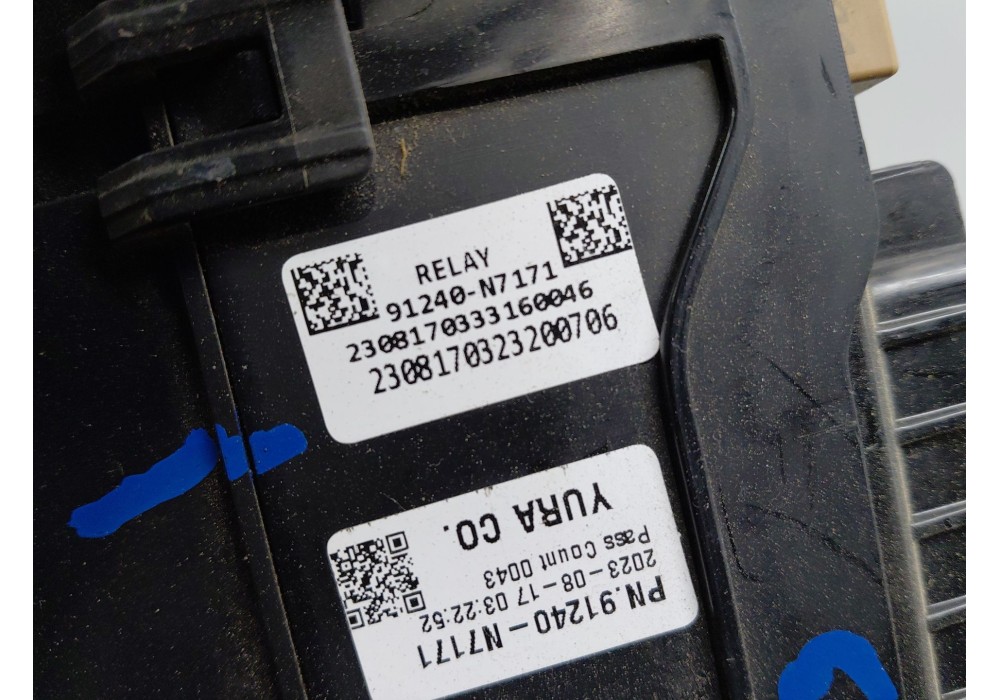 RELAY
91240-N7171
2308170333160046
2308170323200706
YURA CO.
Pass Count 0043
2023-08-17 03:22:52
PN.91240-N7171